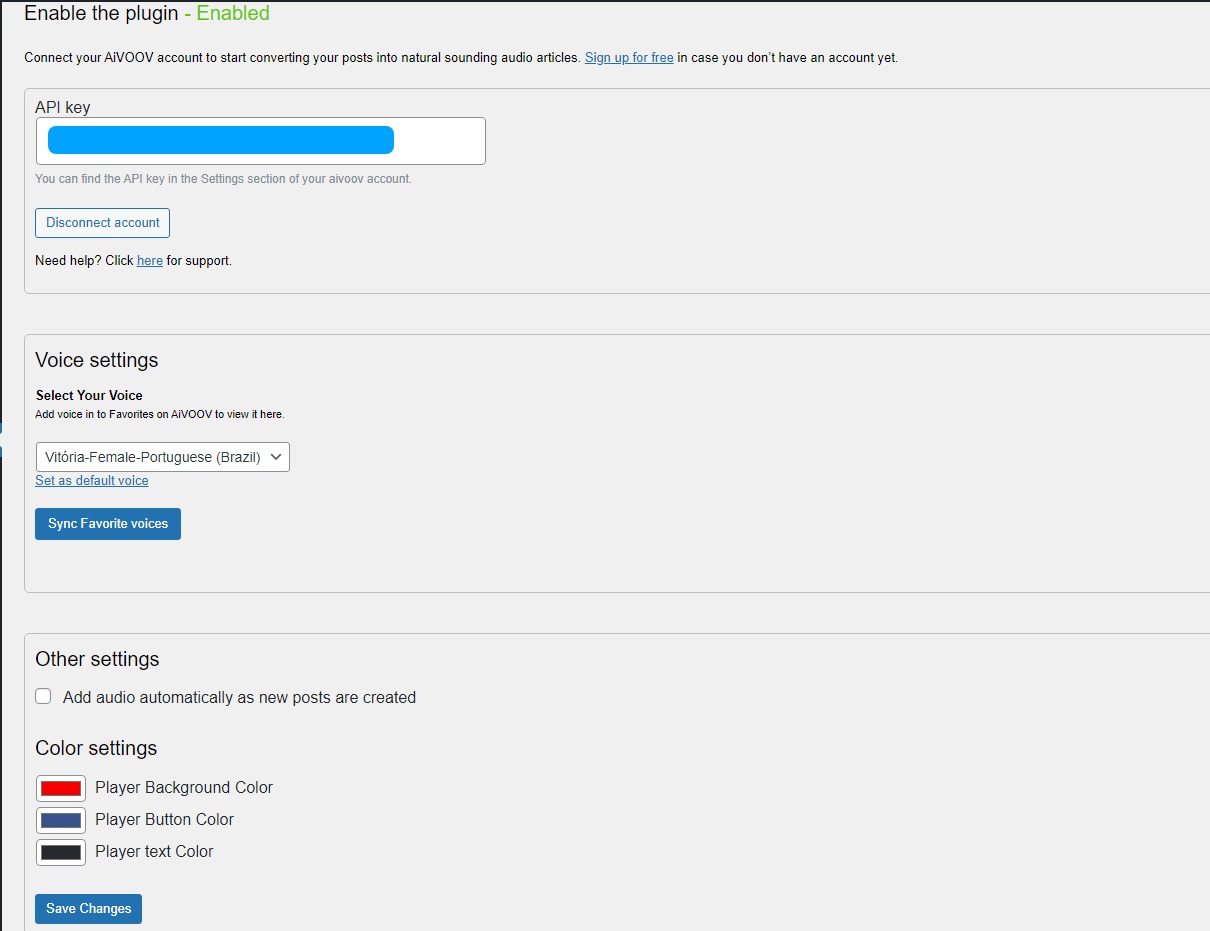 Enable the plugin - Enabled
Connect your AiVOOV account to start converting your posts into natural sounding audio articles. Sign up for free in case you don't have an account yet.
API key
You can find the API key in the Settings section of your aivoov account.
Disconnect account
Need help? Click here for support.
Voice settings
Select Your Voice
Add voice in to Favorites on AiVOOV to view it here.
Vitória-Female-Portuguese (Brazil)
Set as default voice
Sync Favorite voices
Other settings
Add audio automatically as new posts are created
Color settings
Player Background Color
Player Button Color
Player text Color
Save Changes